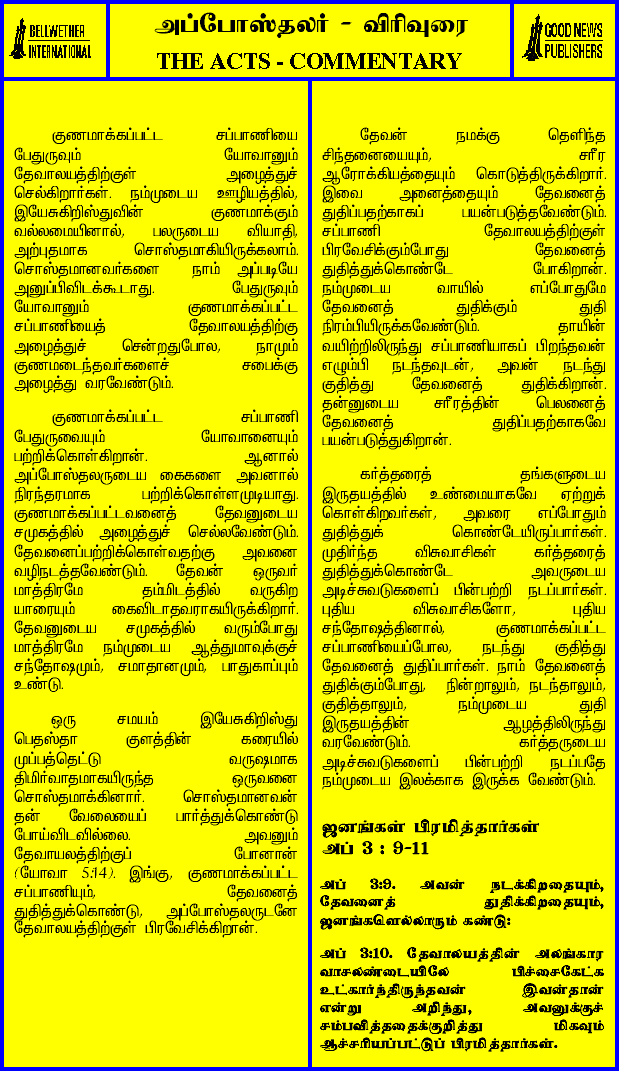 BELLWETHER
INTERNATIONAL
அப்போஸ்தலர் - விரிவுரை
THE ACTS - COMMENTARY
GOOD NEWS
PUBLISHERS
குணமாக்கப்பட்ட சப்பாணியை
பேதுருவும் யோவானும்
தேவாலயத்திற்குள் அழைத்துச்
செல்கிறார்கள். நம்முடைய ஊழியத்தில்,
இயேசுகிறிஸ்துவின் குணமாக்கும்
வல்லமையினால், பலருடைய வியாதி,
அற்புதமாக சொஸ்தமாகியிருக்கலாம்.
சொஸ்தமானவர்களை நாம் அப்படியே
அனுப்பிவிடக்கூடாது. பேதுருவும்
யோவானும் குணமாக்கப்பட்ட
சப்பாணியைத் தேவாலயத்திற்கு
அழைத்துச் சென்றதுபோல, நாமும்
குணமடைந்தவர்களைச் சபைக்கு
அழைத்து வரவேண்டும்.
குணமாக்கப்பட்ட சப்பாணி
பேதுருவையும் யோவானையும்
பற்றிக்கொள்கிறான். ஆனால்
அப்போஸ்தலருடைய கைகளை அவனால்
நிரந்தரமாக பற்றிக்கொள்ளமுடியாது.
குணமாக்கப்பட்டவனைத் தேவனுடைய
சமுகத்தில் அழைத்துச் செல்லவேண்டும்.
தேவனைப்பற்றிக்கொள்வதற்கு அவனை
வழிநடத்தவேண்டும். தேவன் ஒருவர்
மாத்திரமே தம்மிடத்தில் வருகிற
யாரையும் கைவிடாதவராகயிருக்கிறார்.
தேவனுடைய சமுகத்தில் வரும்போது
மாத்திரமே நம்முடைய ஆத்துமாவுக்குச்
சந்தோஷமும், சமாதானமும், பாதுகாப்பும்
உண்டு.
ஒரு சமயம் இயேசுகிறிஸ்து
பெதஸ்தா குளத்தின் கரையில்
முப்பத்தெட்டு வருஷமாக
திமிர்வாதமாகயிருந்த ஒருவனை
சொஸ்தமாக்கினார். சொஸ்தமானவன்
தன் வேலையைப் பார்த்துக்கொண்டு
போய்விடவில்லை. அவனும்
தேவாயலத்திற்குப் போனான்
(யோவா 5:14). இங்கு, குணமாக்கப்பட்ட
சப்பாணியும், தேவனைத்
துதித்துக்கொண்டு, அப்போஸ்தலருடனே
தேவாலயத்திற்குள் பிரவேசிக்கிறான்.
தேவன் நமக்கு தெளிந்த
சிந்தனையையும், சரீர
ஆரோக்கியத்தையும் கொடுத்திருக்கிறார்.
இவை அனைத்தையும் தேவனைத்
துதிப்பதற்காகப் பயன்படுத்தவேண்டும்.
சப்பாணி தேவாலயத்திற்குள்
பிரவேசிக்கும்போது தேவனைத்
துதித்துக்கொண்டே போகிறான்.
நம்முடைய வாயில் எப்போதுமே
தேவனைத் துதிக்கும் துதி
நிரம்பியிருக்கவேண்டும். தாயின்
வயிற்றிலிருந்து சப்பாணியாகப் பிறந்தவன்
எழும்பி நடந்தவுடன், அவன் நடந்து
குதித்து தேவனைத் துதிக்கிறான்.
தன்னுடைய சரீரத்தின் பெலனைத்
தேவனைத் துதிப்பதற்காகவே
பயன்படுத்துகிறான்.
கர்த்தரைத் தங்களுடைய
இருதயத்தில் உண்மையாகவே ஏற்றுக்
கொள்கிறவர்கள், அவரை எப்போதும்
துதித்துக் கொண்டேயிருப்பார்கள்.
முதிர்ந்த விசுவாசிகள் கர்த்தரைத்
துதித்துக்கொண்டே அவருடைய
அடிச்சுவடுகளைப் பின்பற்றி நடப்பார்கள்.
புதிய விசுவாசிகளோ, புதிய
சந்தோஷத்தினால், குணமாக்கப்பட்ட
சப்பாணியைப்போல, நடந்து குதித்து
தேவனைத் துதிப்பார்கள். நாம் தேவனைத்
துதிக்கும்போது, நின்றாலும், நடந்தாலும்,
குதித்தாலும், நம்முடைய துதி
இருதயத்தின் ஆழத்திலிருந்து
வரவேண்டும். கர்த்தருடைய
அடிச்சுவடுகளைப் பின்பற்றி நடப்பதே
நம்முடைய இலக்காக இருக்க வேண்டும்.
ஜனங்கள் பிரமித்தார்கள்
அப் 3 : 9-11
அப் 3:9. அவன் நடக்கிறதையும்,
தேவனைத் துதிக்கிறதையும்,
ஜனங்களெல்லாரும் கண்டு:
அப் 3:10. தேவாலயத்தின் அலங்கார
வாசலண்டையிலே பிச்சைகேட்க
உட்கார்ந்திருந்தவன் இவன்தான்
என்று அறிந்து, அவனுக்குச்
சம்பவித்ததைக்குறித்து மிகவும்
ஆச்சரியப்பட்டுப் பிரமித்தார்கள்.